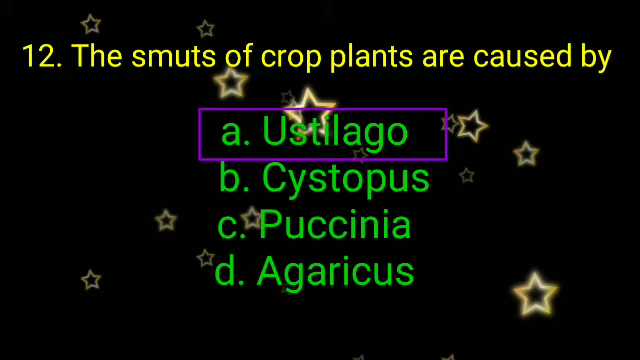 12. The smuts of crop plants are caused by
a. Ustilago
b. Cystopus
c. Puccinia
d. Agaricus